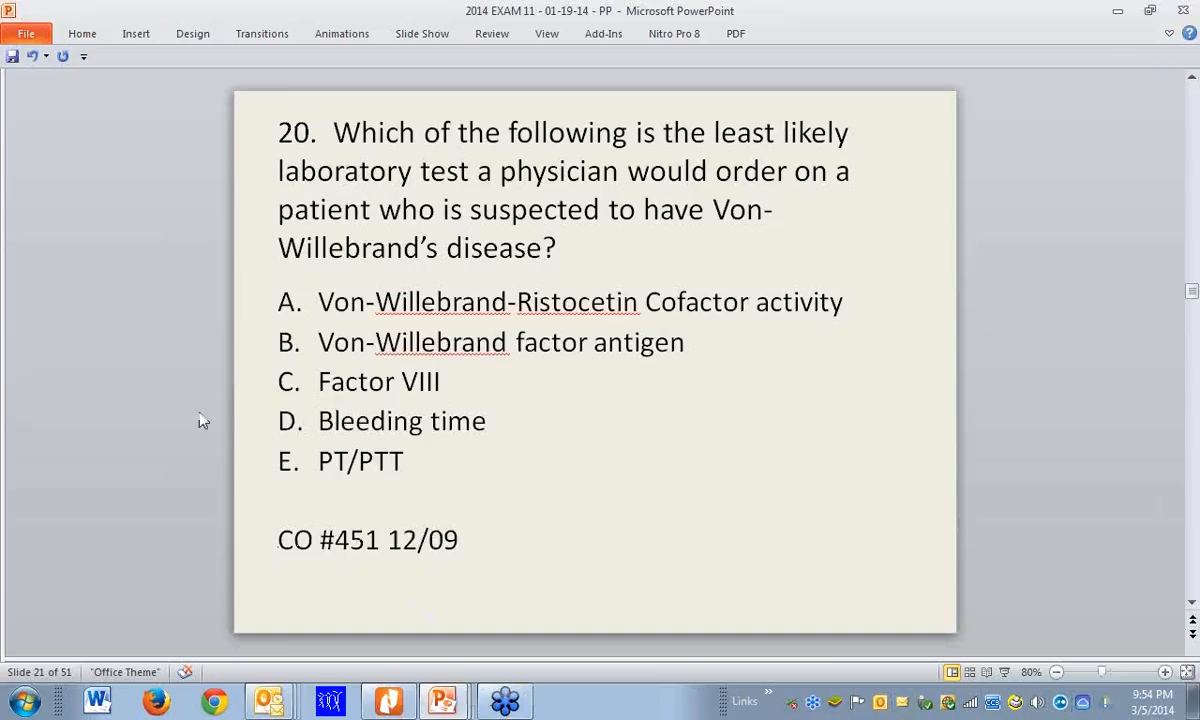 2014 EXAM 11 - 01-19-14 - PP - Microsoft PowerPoint
File Home Insert Design Transitions Animations Slide Show Review View Add-Ins Nitro Pro 8 PDF
20. Which of the following is the least likely
laboratory test a physician would order on a
patient who is suspected to have Von-
Willebrand’s disease?
A. Von-Willebrand-Ristocetin Cofactor activity
B. Von-Willebrand factor antigen
C. Factor VIII
D. Bleeding time
E. PT/PTT
CO #451 12/09
Slide 21 of 51 "Office Theme" 80%
Links » 9:54 PM
3/5/2014